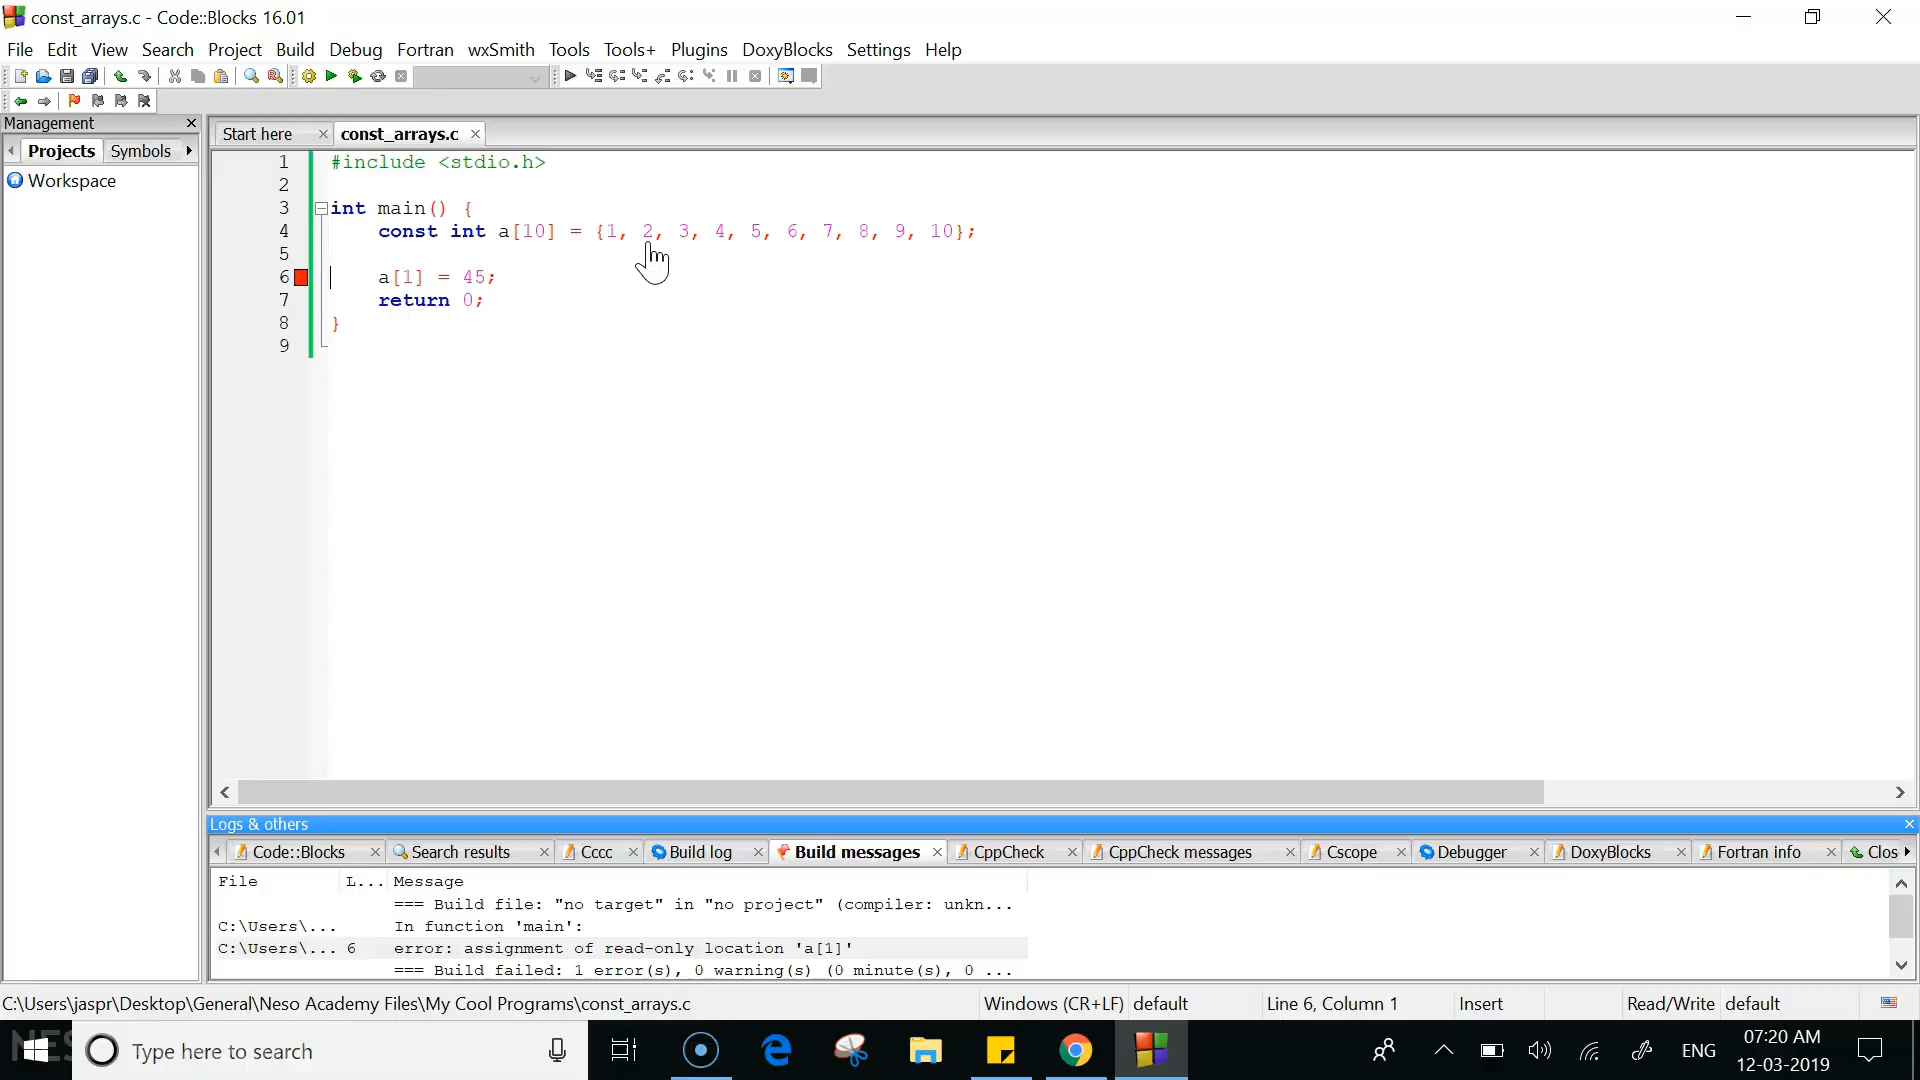 const_arrays.c - Code::Blocks 16.01
File Edit View Search Project Build Debug Fortran wxSmith Tools Tools+ Plugins DoxyBlocks Settings Help
Management
Start here const_arrays.c
Projects Symbols
Workspace
1 #include <stdio.h>
2
3 int main() {
4 const int a[10] = {1, 2, 3, 4, 5, 6, 7, 8, 9, 10};
5
6 a[1] = 45;
7 return 0;
8 }
9
Logs & others
Code::Blocks Search results Cccc Build log Build messages CppCheck CppCheck messages Cscope Debugger DoxyBlocks Fortran info Clos
File L... Message
=== Build file: "no target" in "no project" (compiler: unkn...
C:\Users\... In function 'main':
C:\Users\... 6 error: assignment of read-only location 'a[1]'
=== Build failed: 1 error(s), 0 warning(s) (0 minute(s), 0 ...
C:\Users\jaspr\Desktop\General\Neso Academy Files\My Cool Programs\const_arrays.c Windows (CR+LF) default Line 6, Column 1 Insert Read/Write default
Type here to search
ENG
07:20 AM
12-03-2019